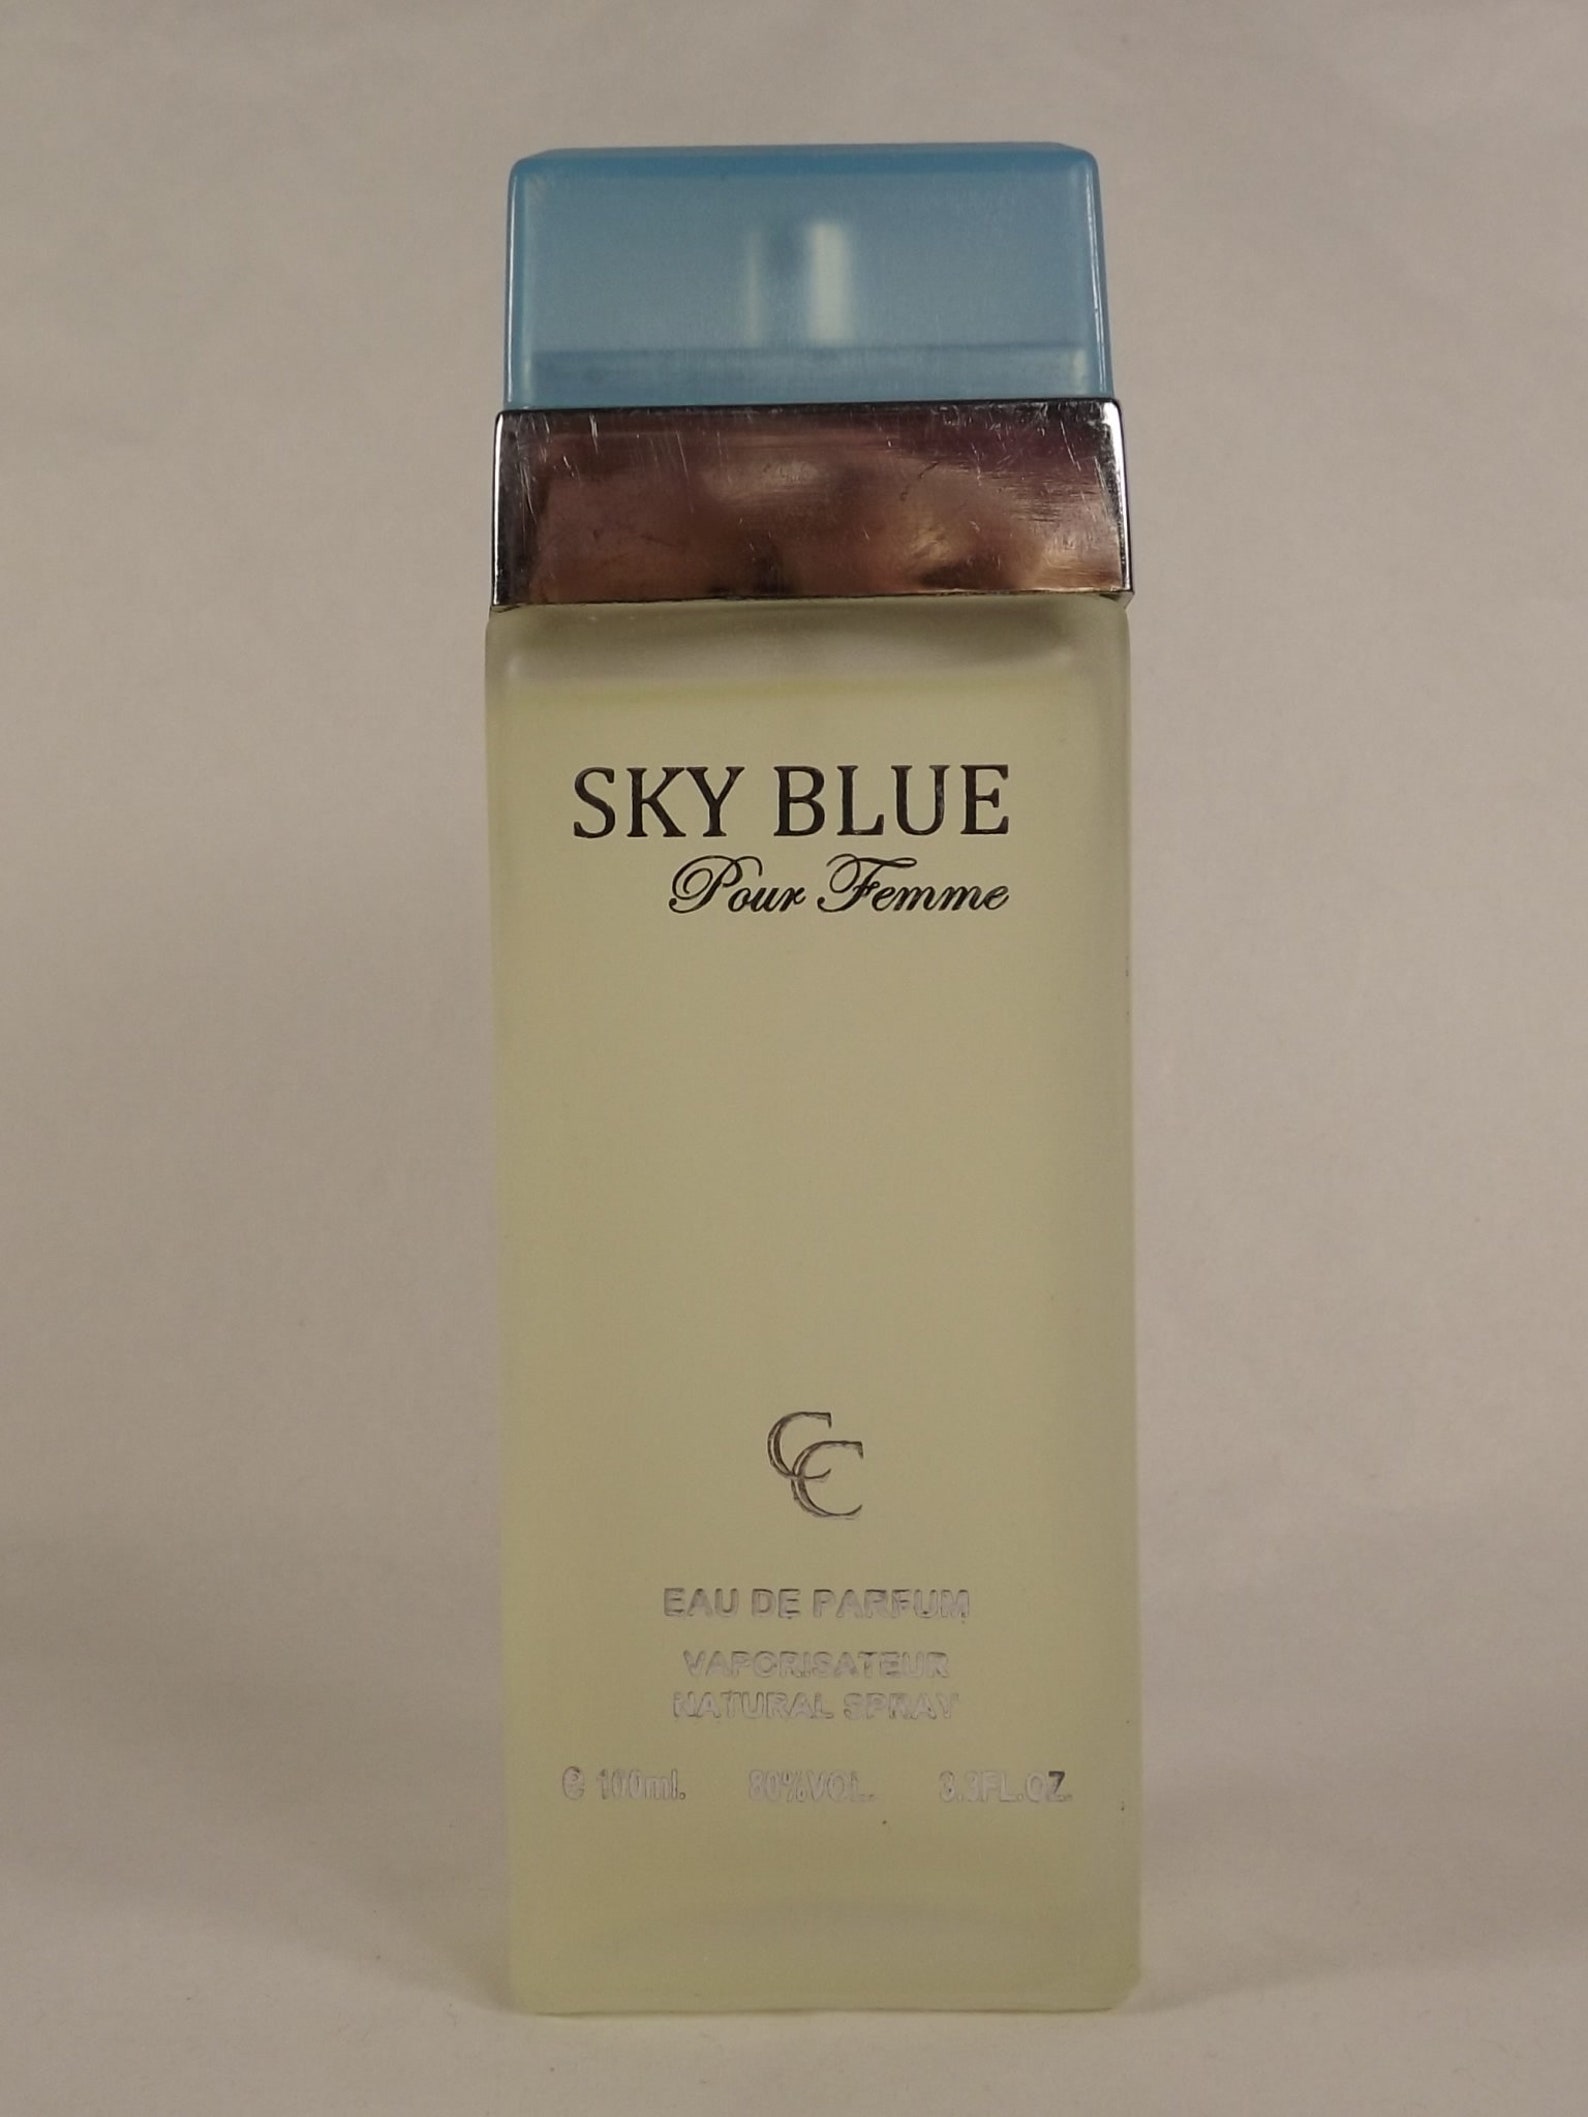 SKY BLUE
Pour Femme
CC
EAU DE PARFUM
VAPORISATEUR
NATURAL SPRAY
e 100ml. 80%VOL. 3.3FL.OZ.